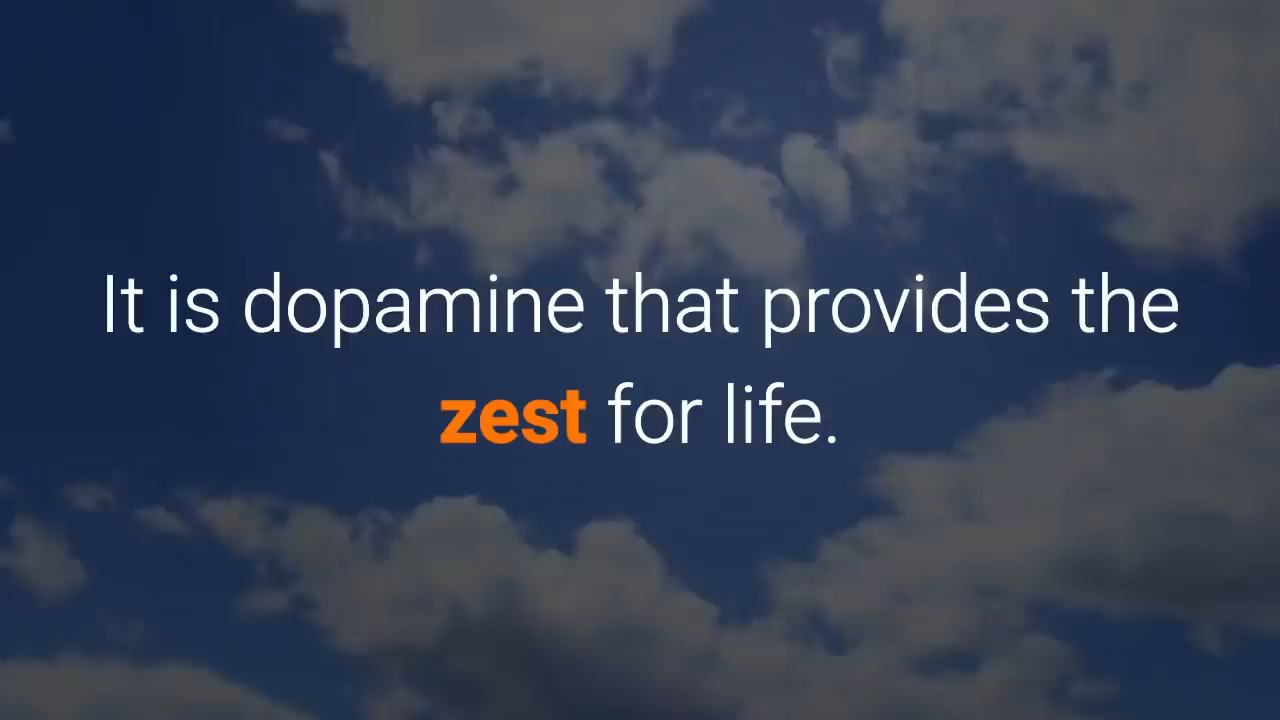 It is dopamine that provides the
zest for life.